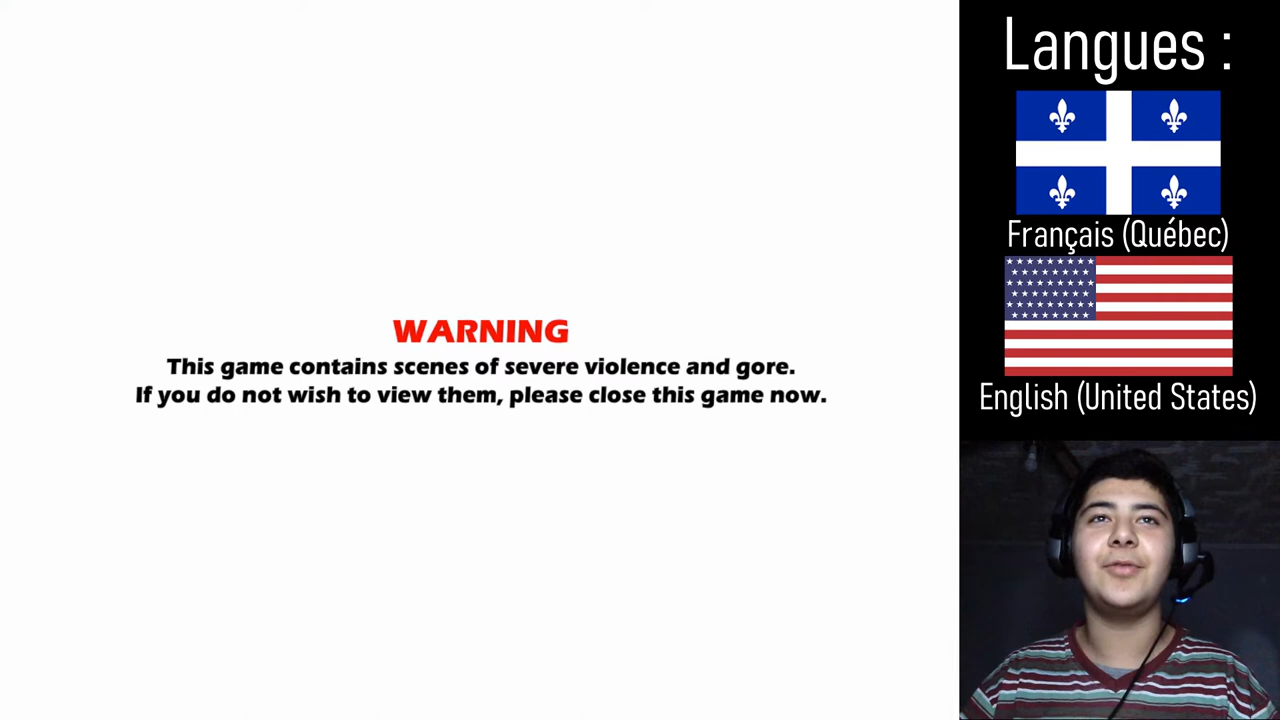 WARNING
This game contains scenes of severe violence and gore.
If you do not wish to view them, please close this game now.
Langues :
Français (Québec)
English (United States)